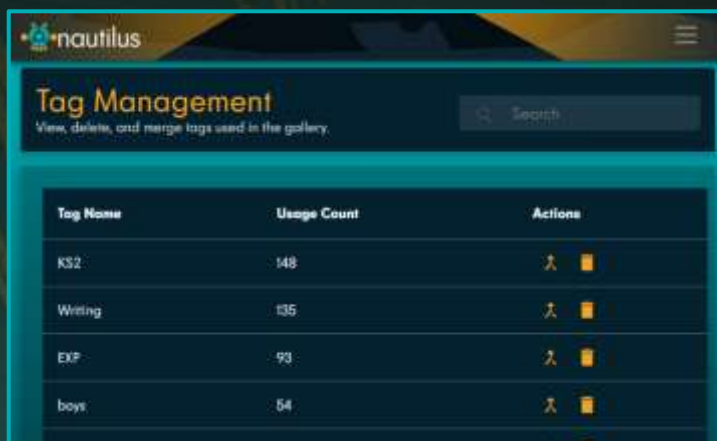 nautilus
Tag Management
View, delete, and merge tags used in the gallery.
Search
Tag Name Usage Count Actions
KS2 148
Writing 135
EXP 93
boys 54